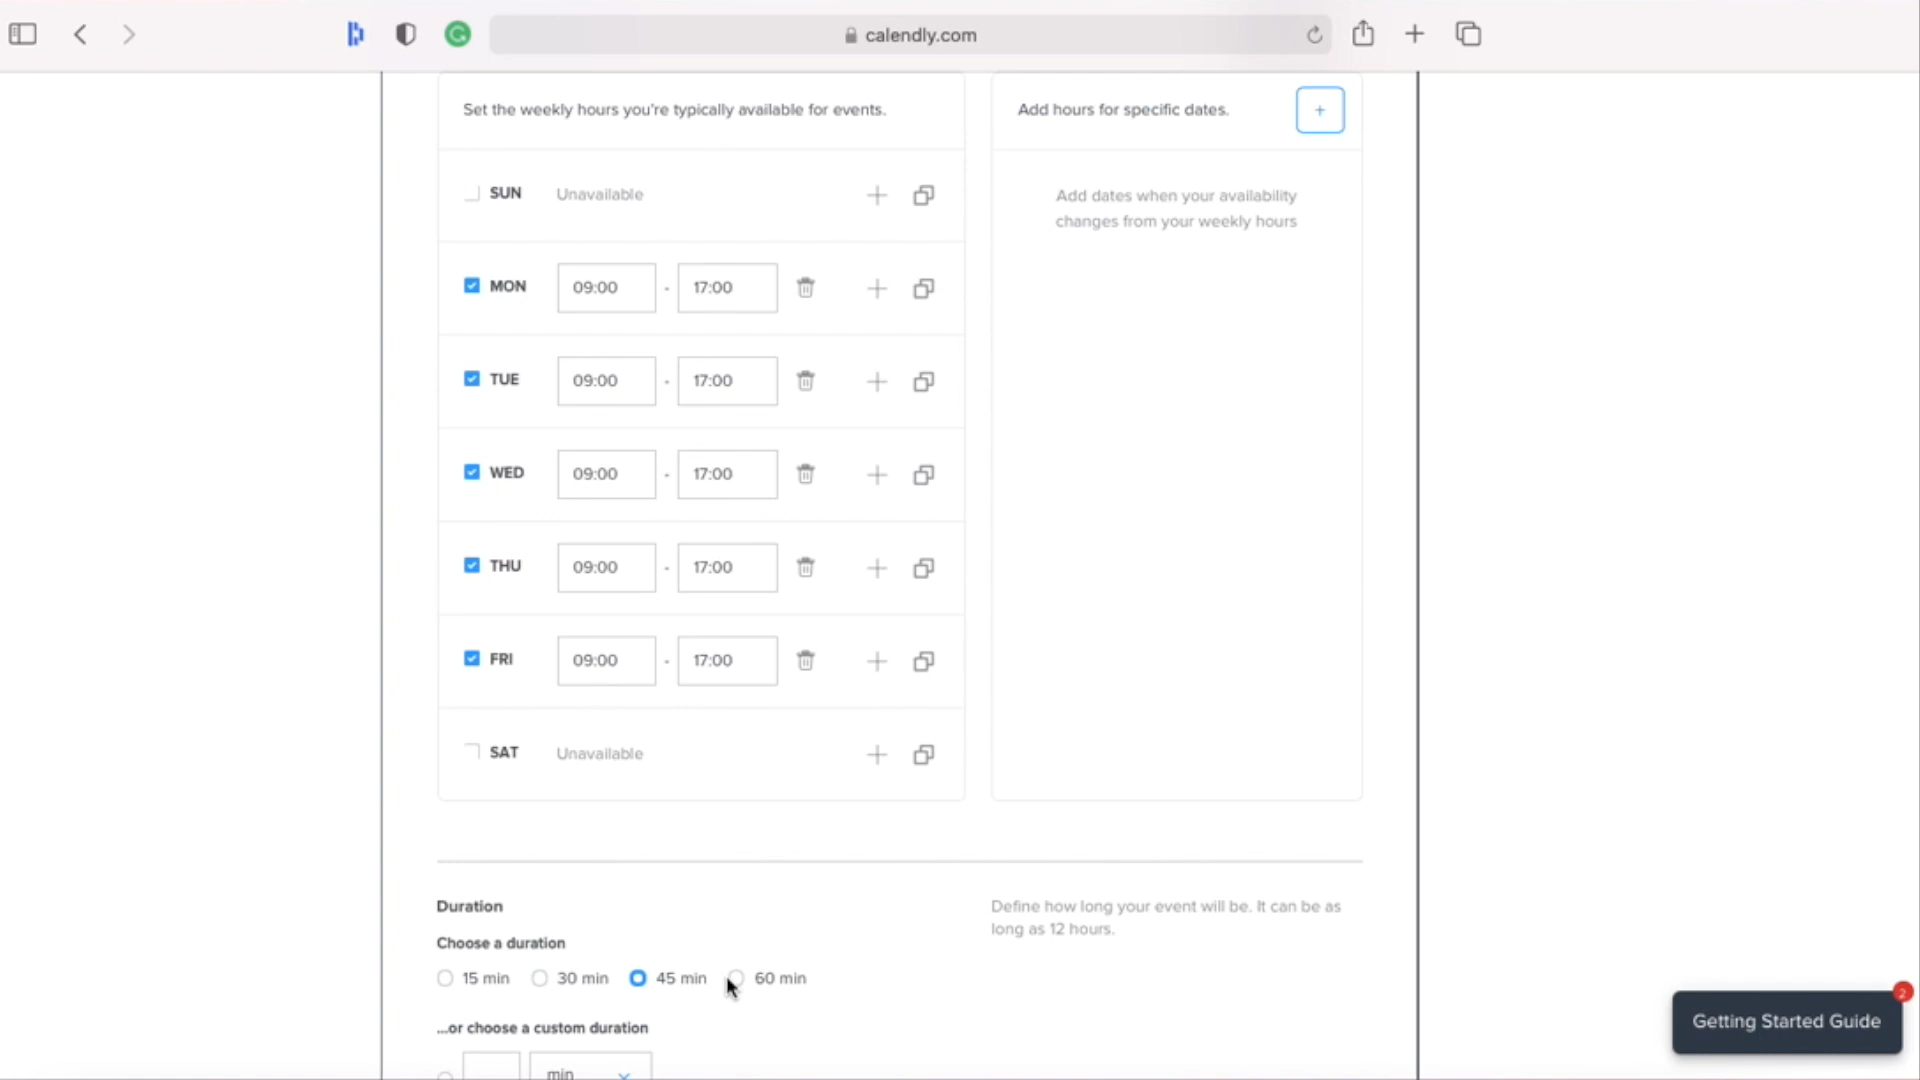 calendly.com
Set the weekly hours you're typically available for events.
Add hours for specific dates.
+
SUN Unavailable
Add dates when your availability
changes from your weekly hours
MON 09:00 - 17:00
TUE 09:00 - 17:00
WED 09:00 - 17:00
THU 09:00 - 17:00
FRI 09:00 - 17:00
SAT Unavailable
Duration
Define how long your event will be. It can be as
long as 12 hours.
Choose a duration
15 min 30 min 45 min 60 min
...or choose a custom duration
min
2
Getting Started Guide